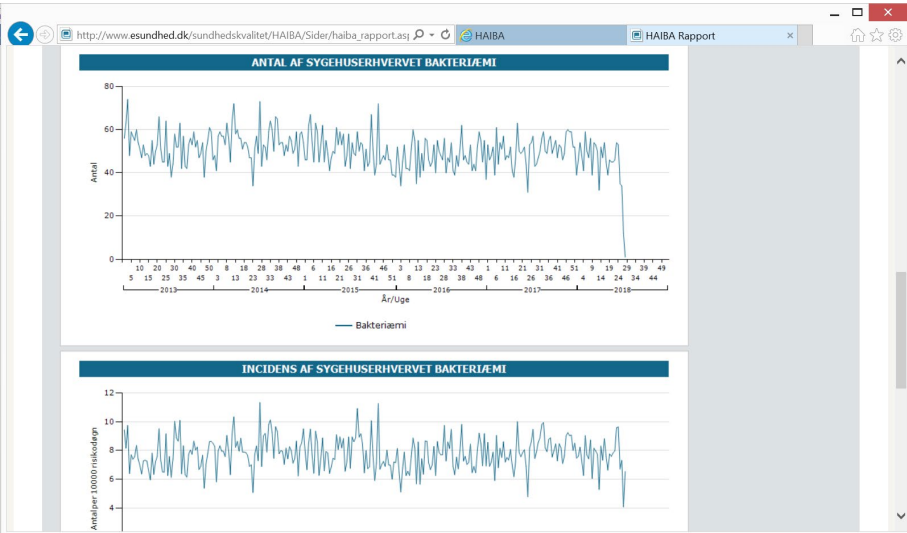 http://www.esundhed.dk/sundhedskvalitet/HAIBA/Sider/haiba_rapport.asp
HAIBA
HAIBA Rapport
ANTAL AF SYGEHUSERHVERVET BAKTERIÆMI
80
60
40
20
0
Antal
10 20 30 40 50 8 18 28 38 48 6 16 26 36 46 3 13 23 33 43 1 11 21 31 41 51 9 19 29 39 49
5 15 25 35 45 3 13 23 33 43 1 11 21 31 41 51 8 18 28 38 48 6 16 26 36 46 4 14 24 34 44
2013 2014 2015 2016 2017 2018
År/Uge
Bakteriæmi
INCIDENS AF SYGEHUSERHVERVET BAKTERIÆMI
12
10
8
6
4
Antal per 10000 risikodøgn